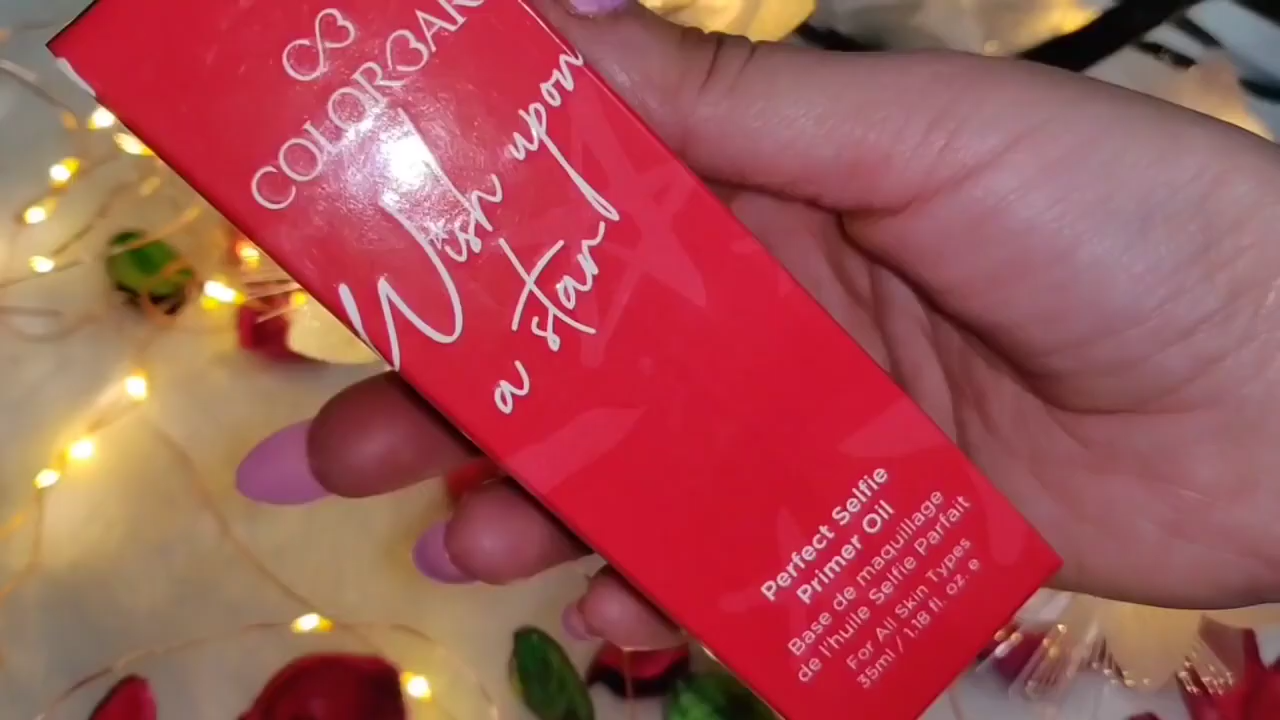 COLORBAR
Wish upon
a star
Perfect Selfie
Primer Oil
Base de maquillage
de l'huile Selfie Parfait
For All Skin Types
35ml / 1.18 fl. oz. e